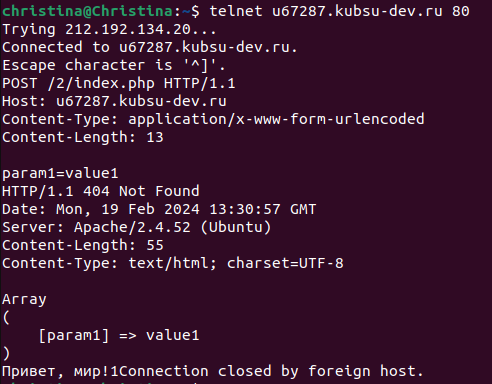 christina@Christina:~$ telnet u67287.kubsu-dev.ru 80
Trying 212.192.134.20...
Connected to u67287.kubsu-dev.ru.
Escape character is '^]'.
POST /2/index.php HTTP/1.1
Host: u67287.kubsu-dev.ru
Content-Type: application/x-www-form-urlencoded
Content-Length: 13

param1=value1
HTTP/1.1 404 Not Found
Date: Mon, 19 Feb 2024 13:30:57 GMT
Server: Apache/2.4.52 (Ubuntu)
Content-Length: 55
Content-Type: text/html; charset=UTF-8

Array
(
    [param1] => value1
)
Привет, мир!1Connection closed by foreign host.